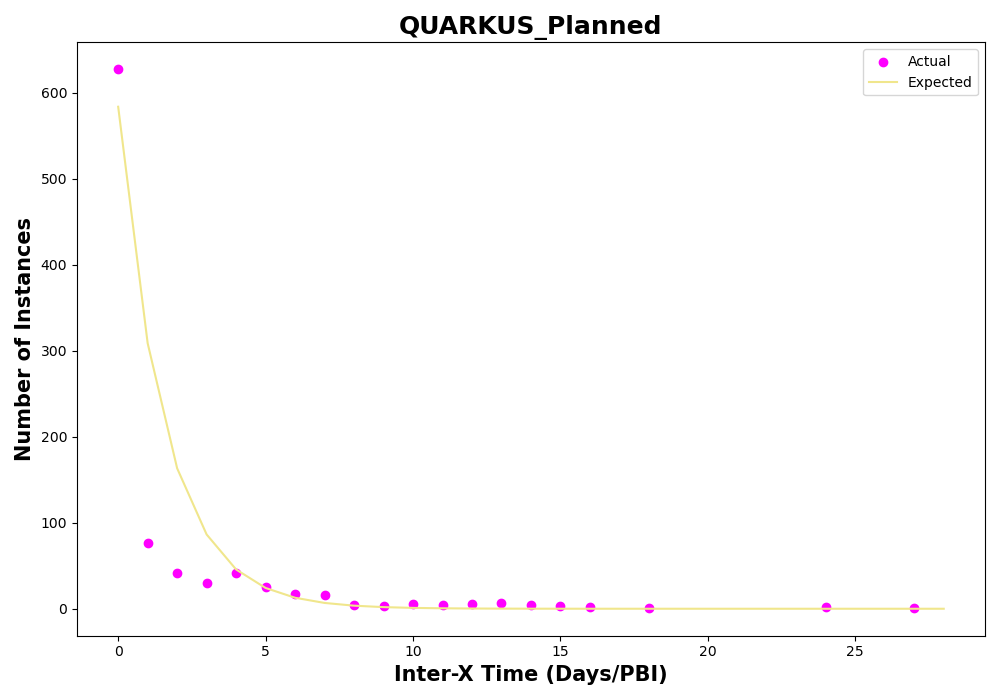 QUARKUS_Planned
Actual
Expected
Number of Instances
600
500
400
300
200
100
0
0 5 10 15 20 25
Inter-X Time (Days/PBI)